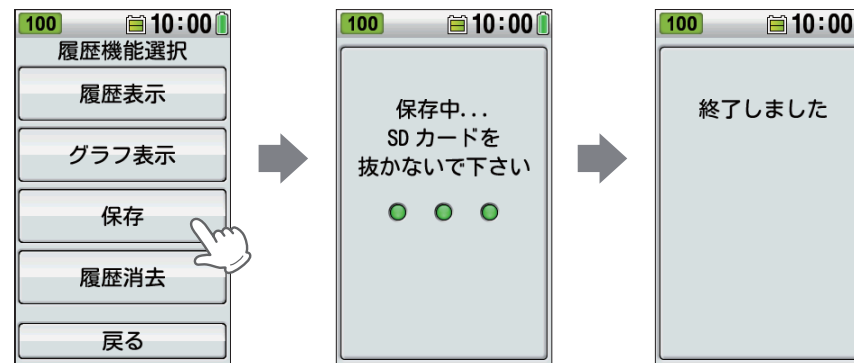 100 10:00
履歴機能選択
履歴表示
グラフ表示
保存
履歴消去
戻る
100 10:00
保存中...
SDカードを
抜かないで下さい
100 10:00
終了しました